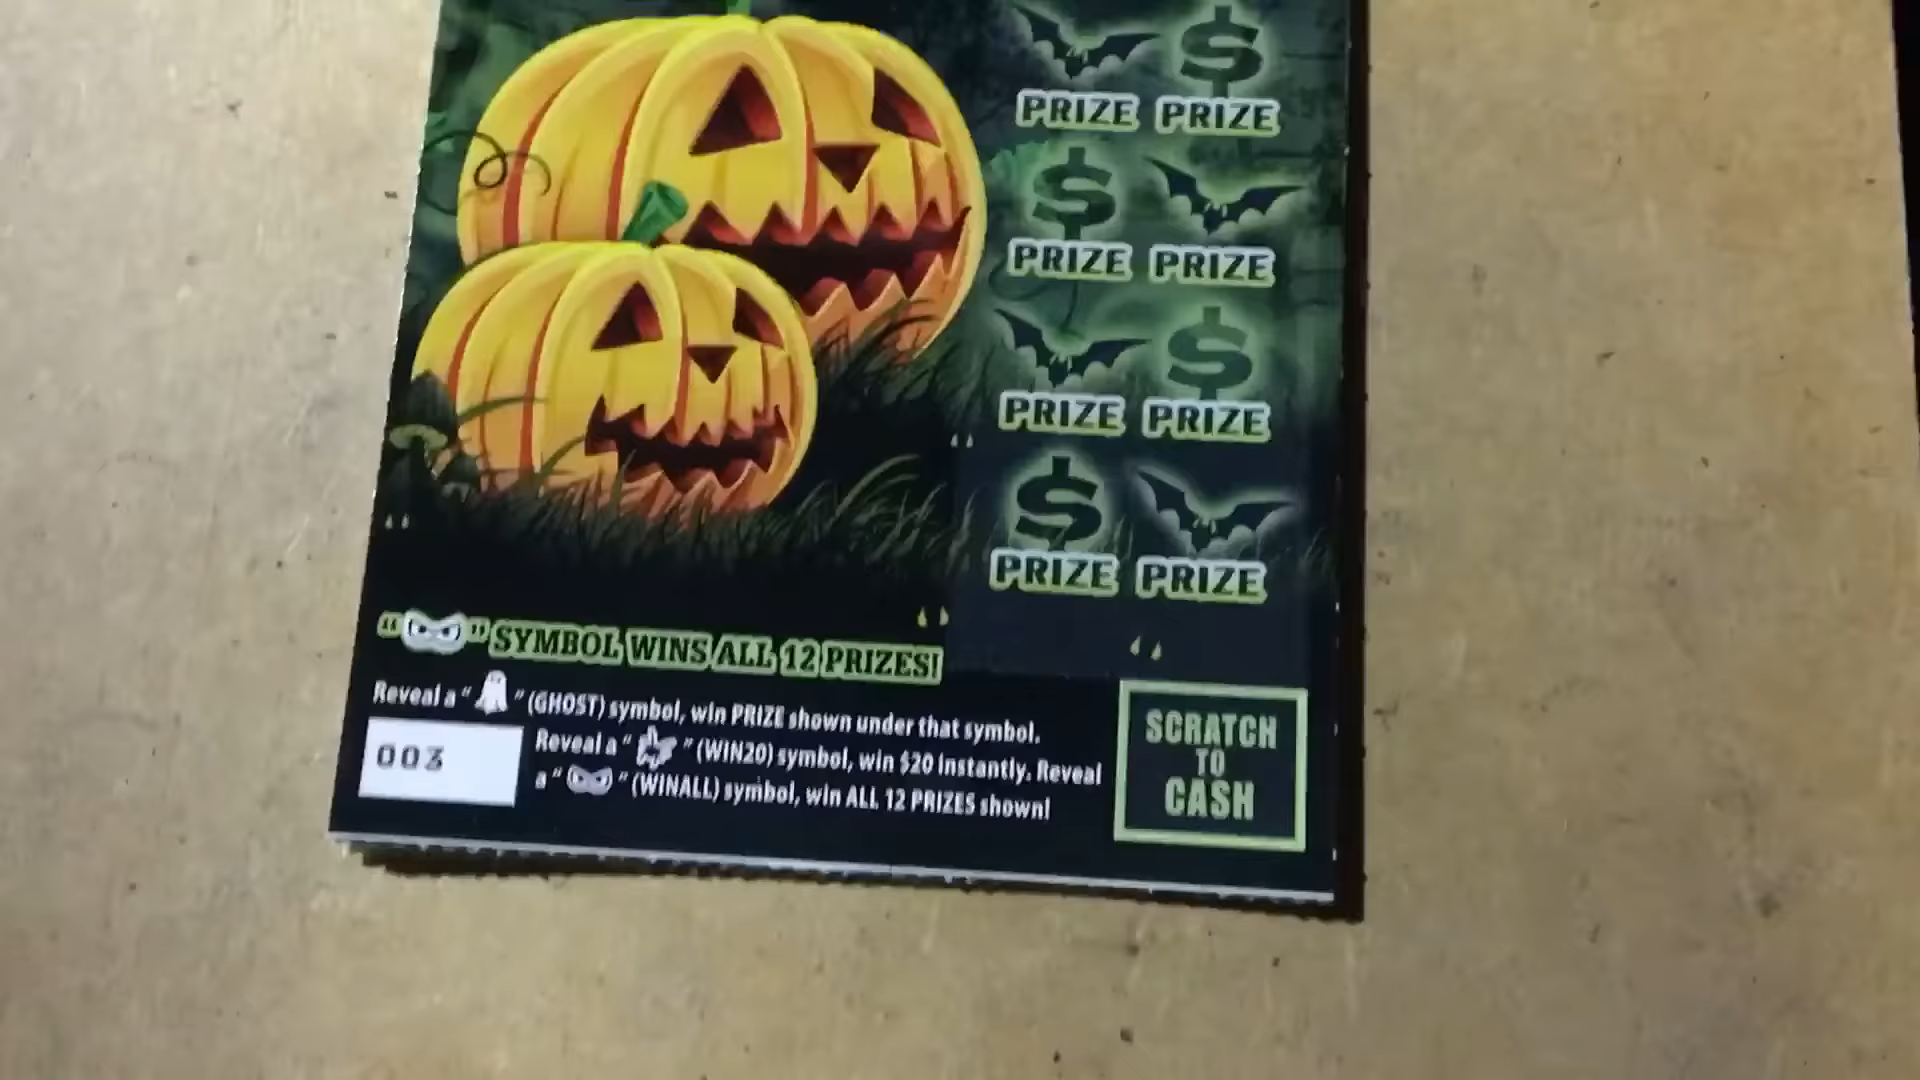 PRIZE PRIZE
PRIZE PRIZE
PRIZE PRIZE
PRIZE PRIZE
“ ” SYMBOL WINS ALL 12 PRIZES!
Reveal a “ ” (GHOST) symbol, win PRIZE shown under that symbol.
Reveal a “ ” (WIN20) symbol, win $20 instantly. Reveal
a “ ” (WINALL) symbol, win ALL 12 PRIZES shown!
003
SCRATCH
TO
CASH